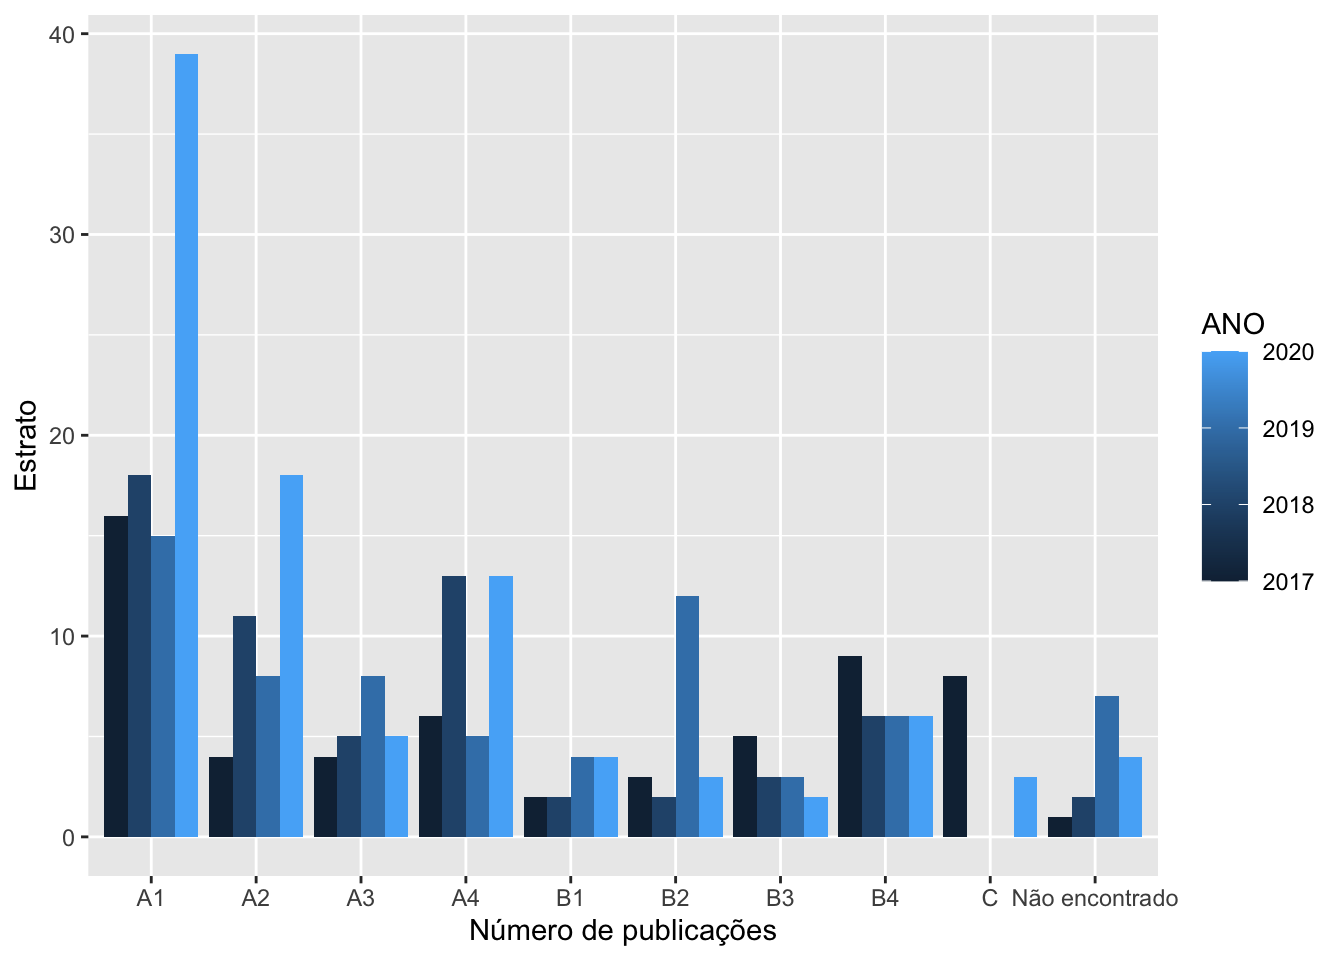 40
30
20
10
0
Estrato
A1 A2 A3 A4 B1 B2 B3 B4 C Não encontrado
Número de publicações
ANO
2020
2019
2018
2017